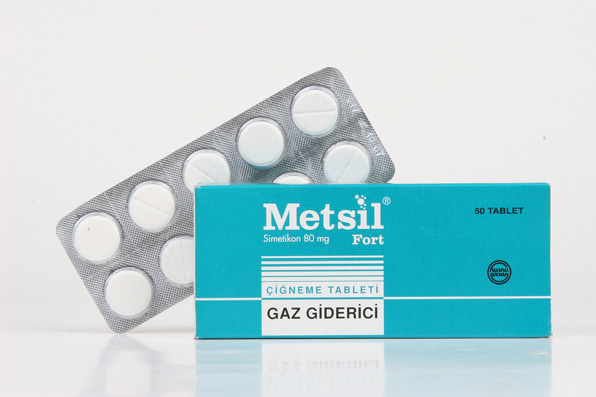 Metsil®
Simetikon 80 mg
Fort
50 TABLET
ÇİĞNEME TABLETİ
GAZ GİDERİCİ